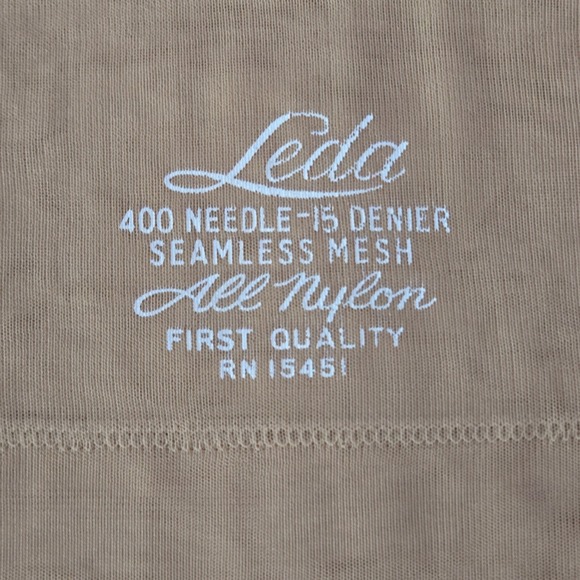 Leda
400 NEEDLE-15 DENIER
SEAMLESS MESH
All Nylon
FIRST QUALITY
RN 15451